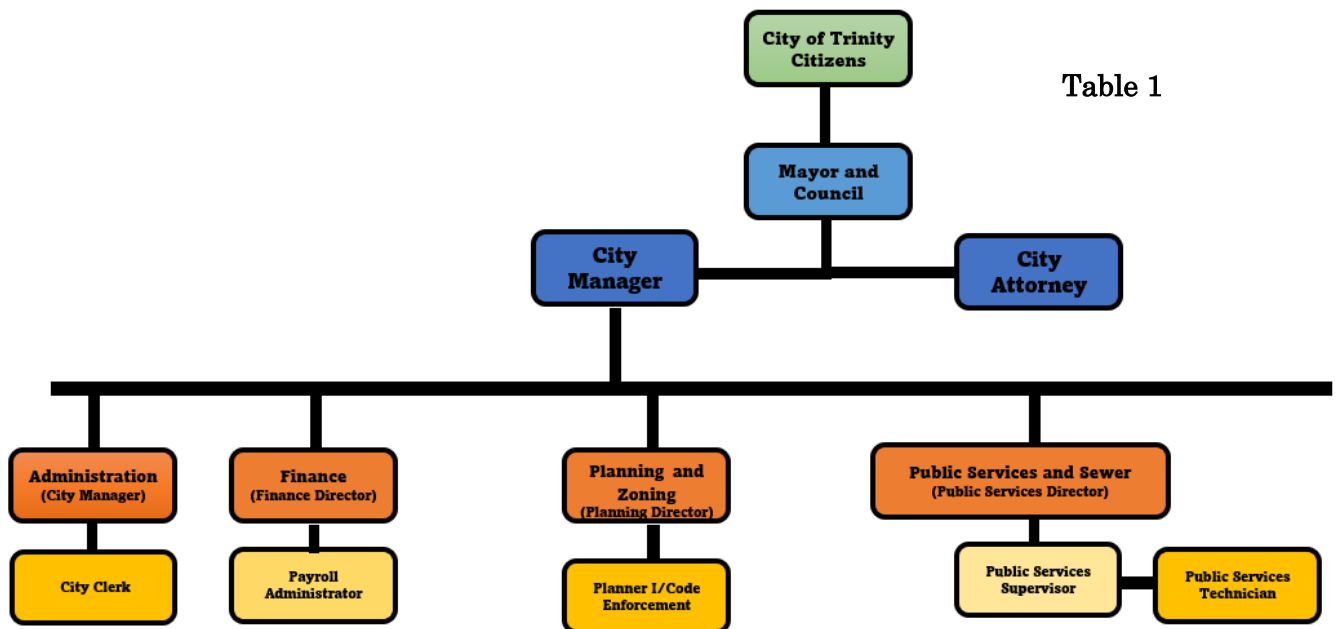 City of Trinity
Citizens
Table 1
Mayor and
Council
City
Manager
City
Attorney
Administration
(City Manager)
Finance
(Finance Director)
Planning and
Zoning
(Planning Director)
Public Services and Sewer
(Public Services Director)
City Clerk
Payroll
Administrator
Planner I/Code
Enforcement
Public Services
Supervisor
Public Services
Technician